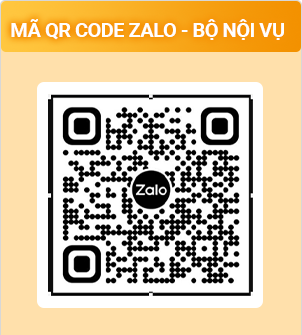 MÃ QR CODE ZALO - BỘ NỘI VỤ
Zalo